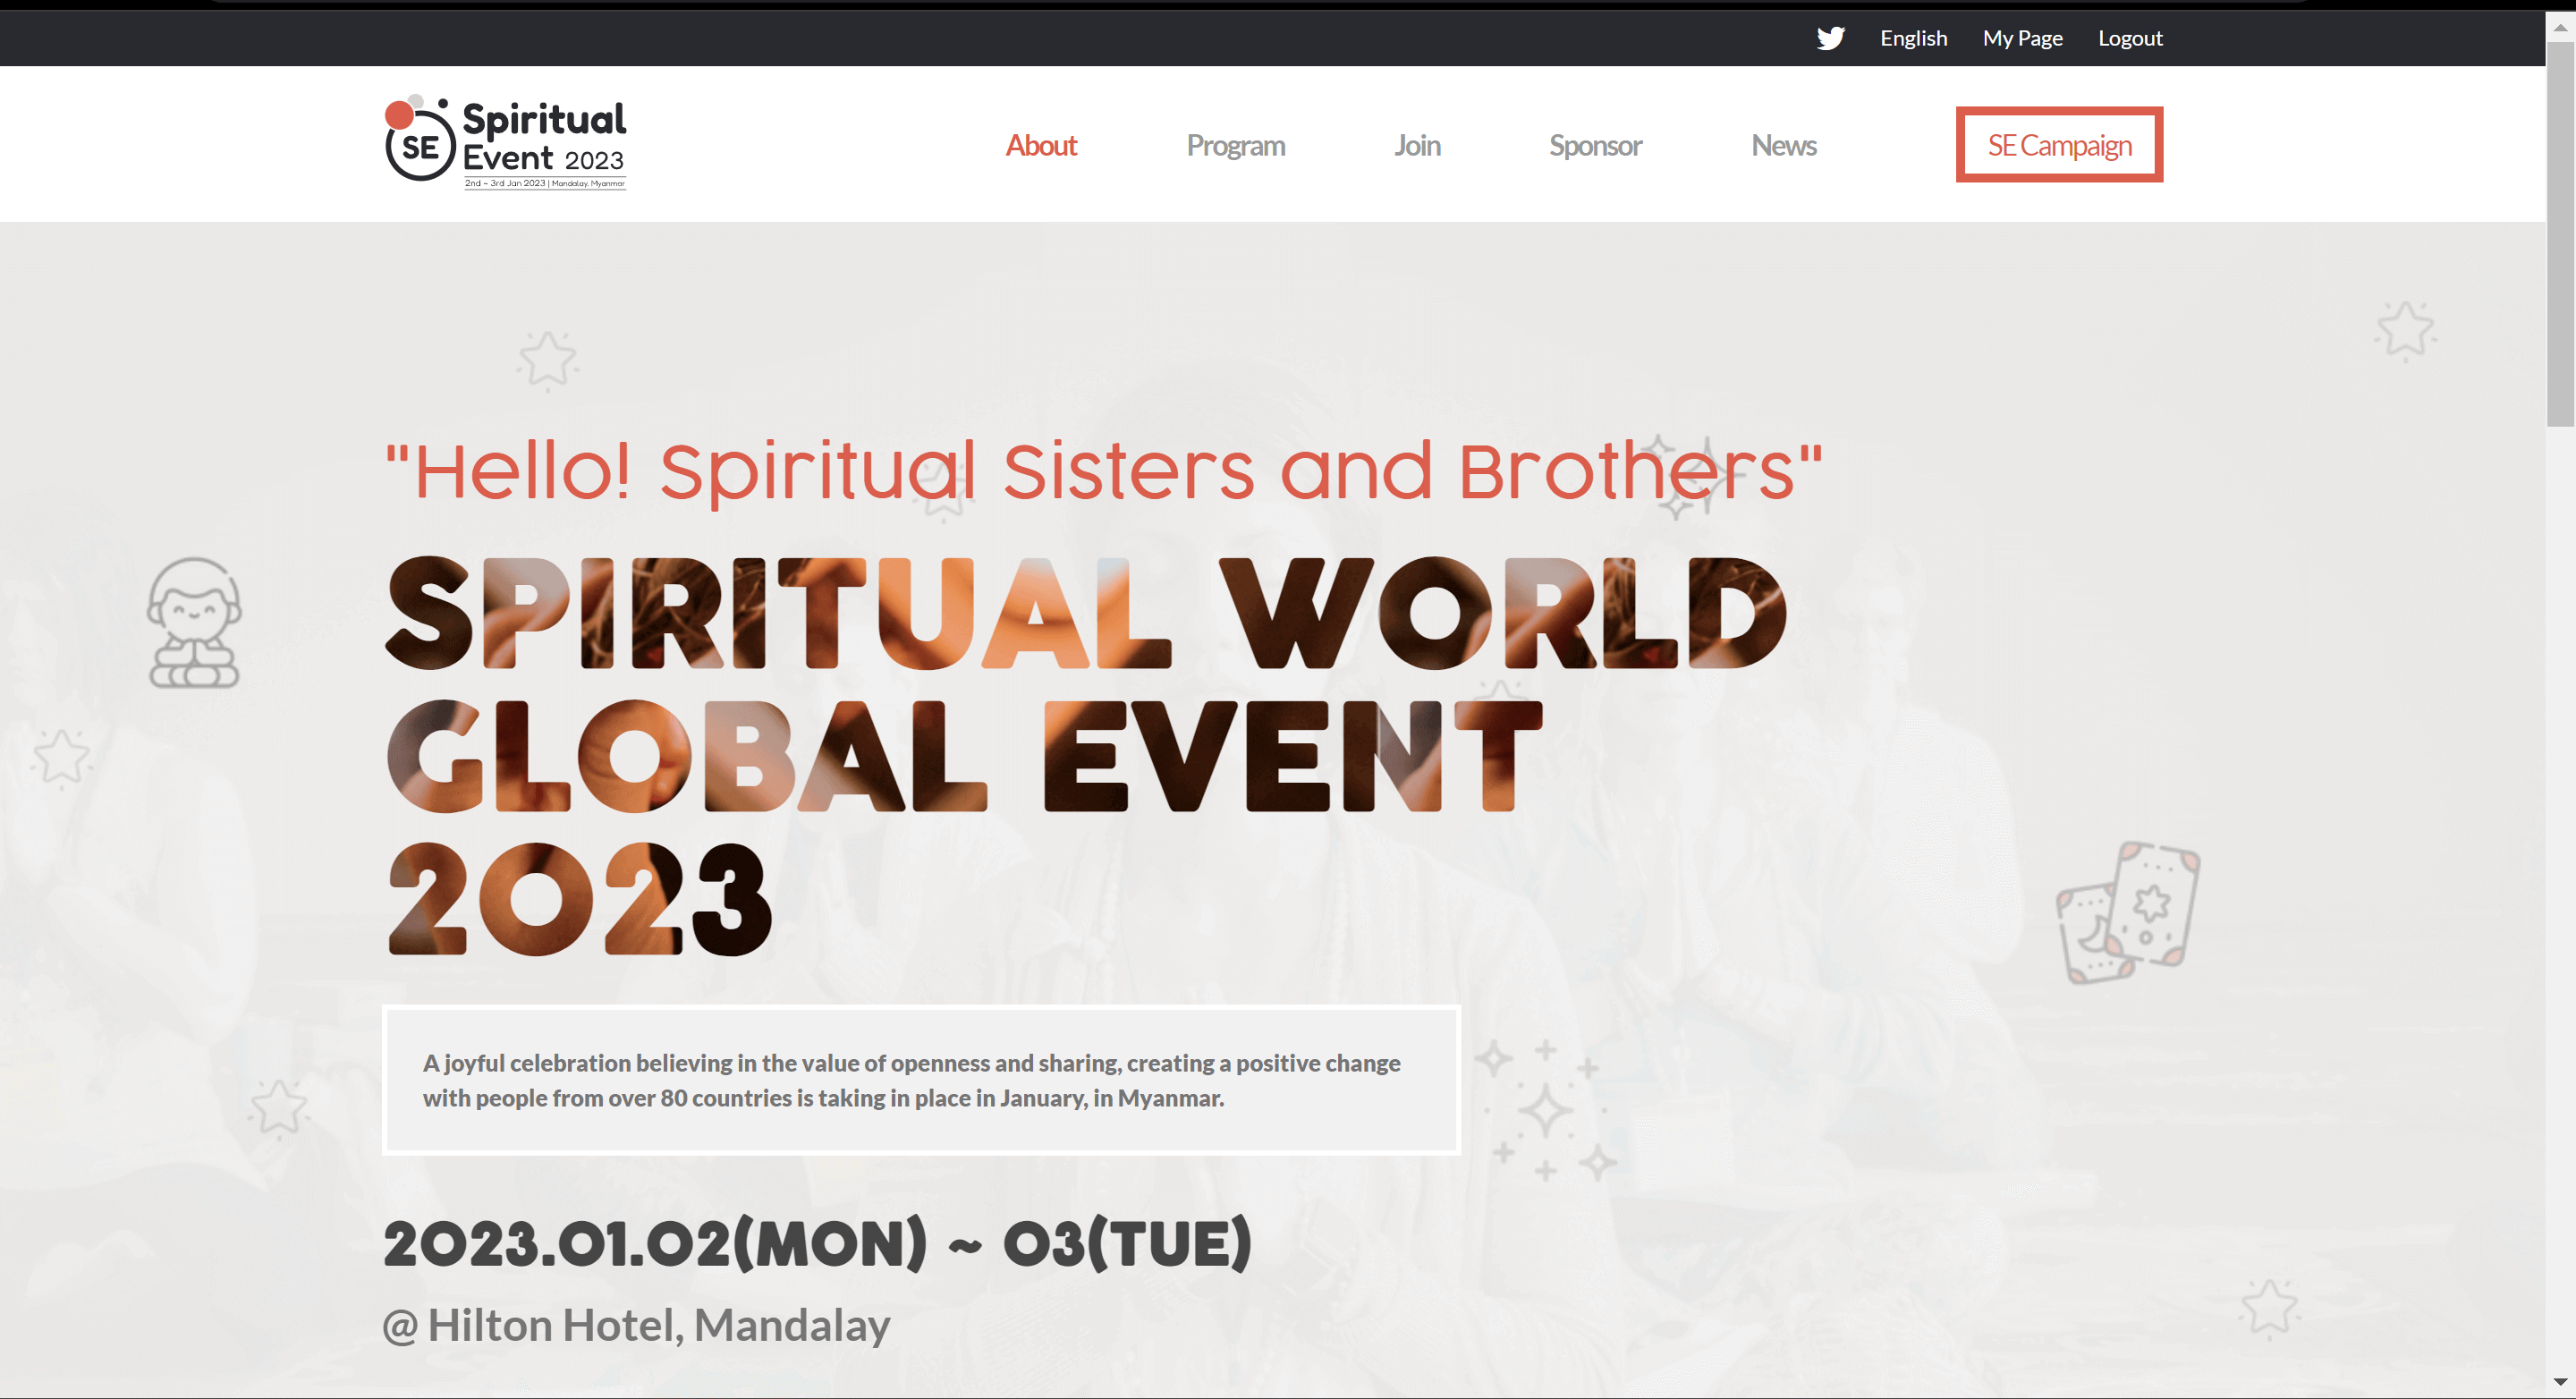 English My Page Logout
SE
Spiritual
Event 2023
2nd ~ 3rd Jan 2023 | Mandalay, Myanmar
About Program Join Sponsor News SE Campaign
"Hello! Spiritual Sisters and Brothers"
SPIRITUAL WORLD
GLOBAL EVENT
2023
A joyful celebration believing in the value of openness and sharing, creating a positive change
with people from over 80 countries is taking in place in January, in Myanmar.
2023.01.02(MON) ~ 03(TUE)
@ Hilton Hotel, Mandalay